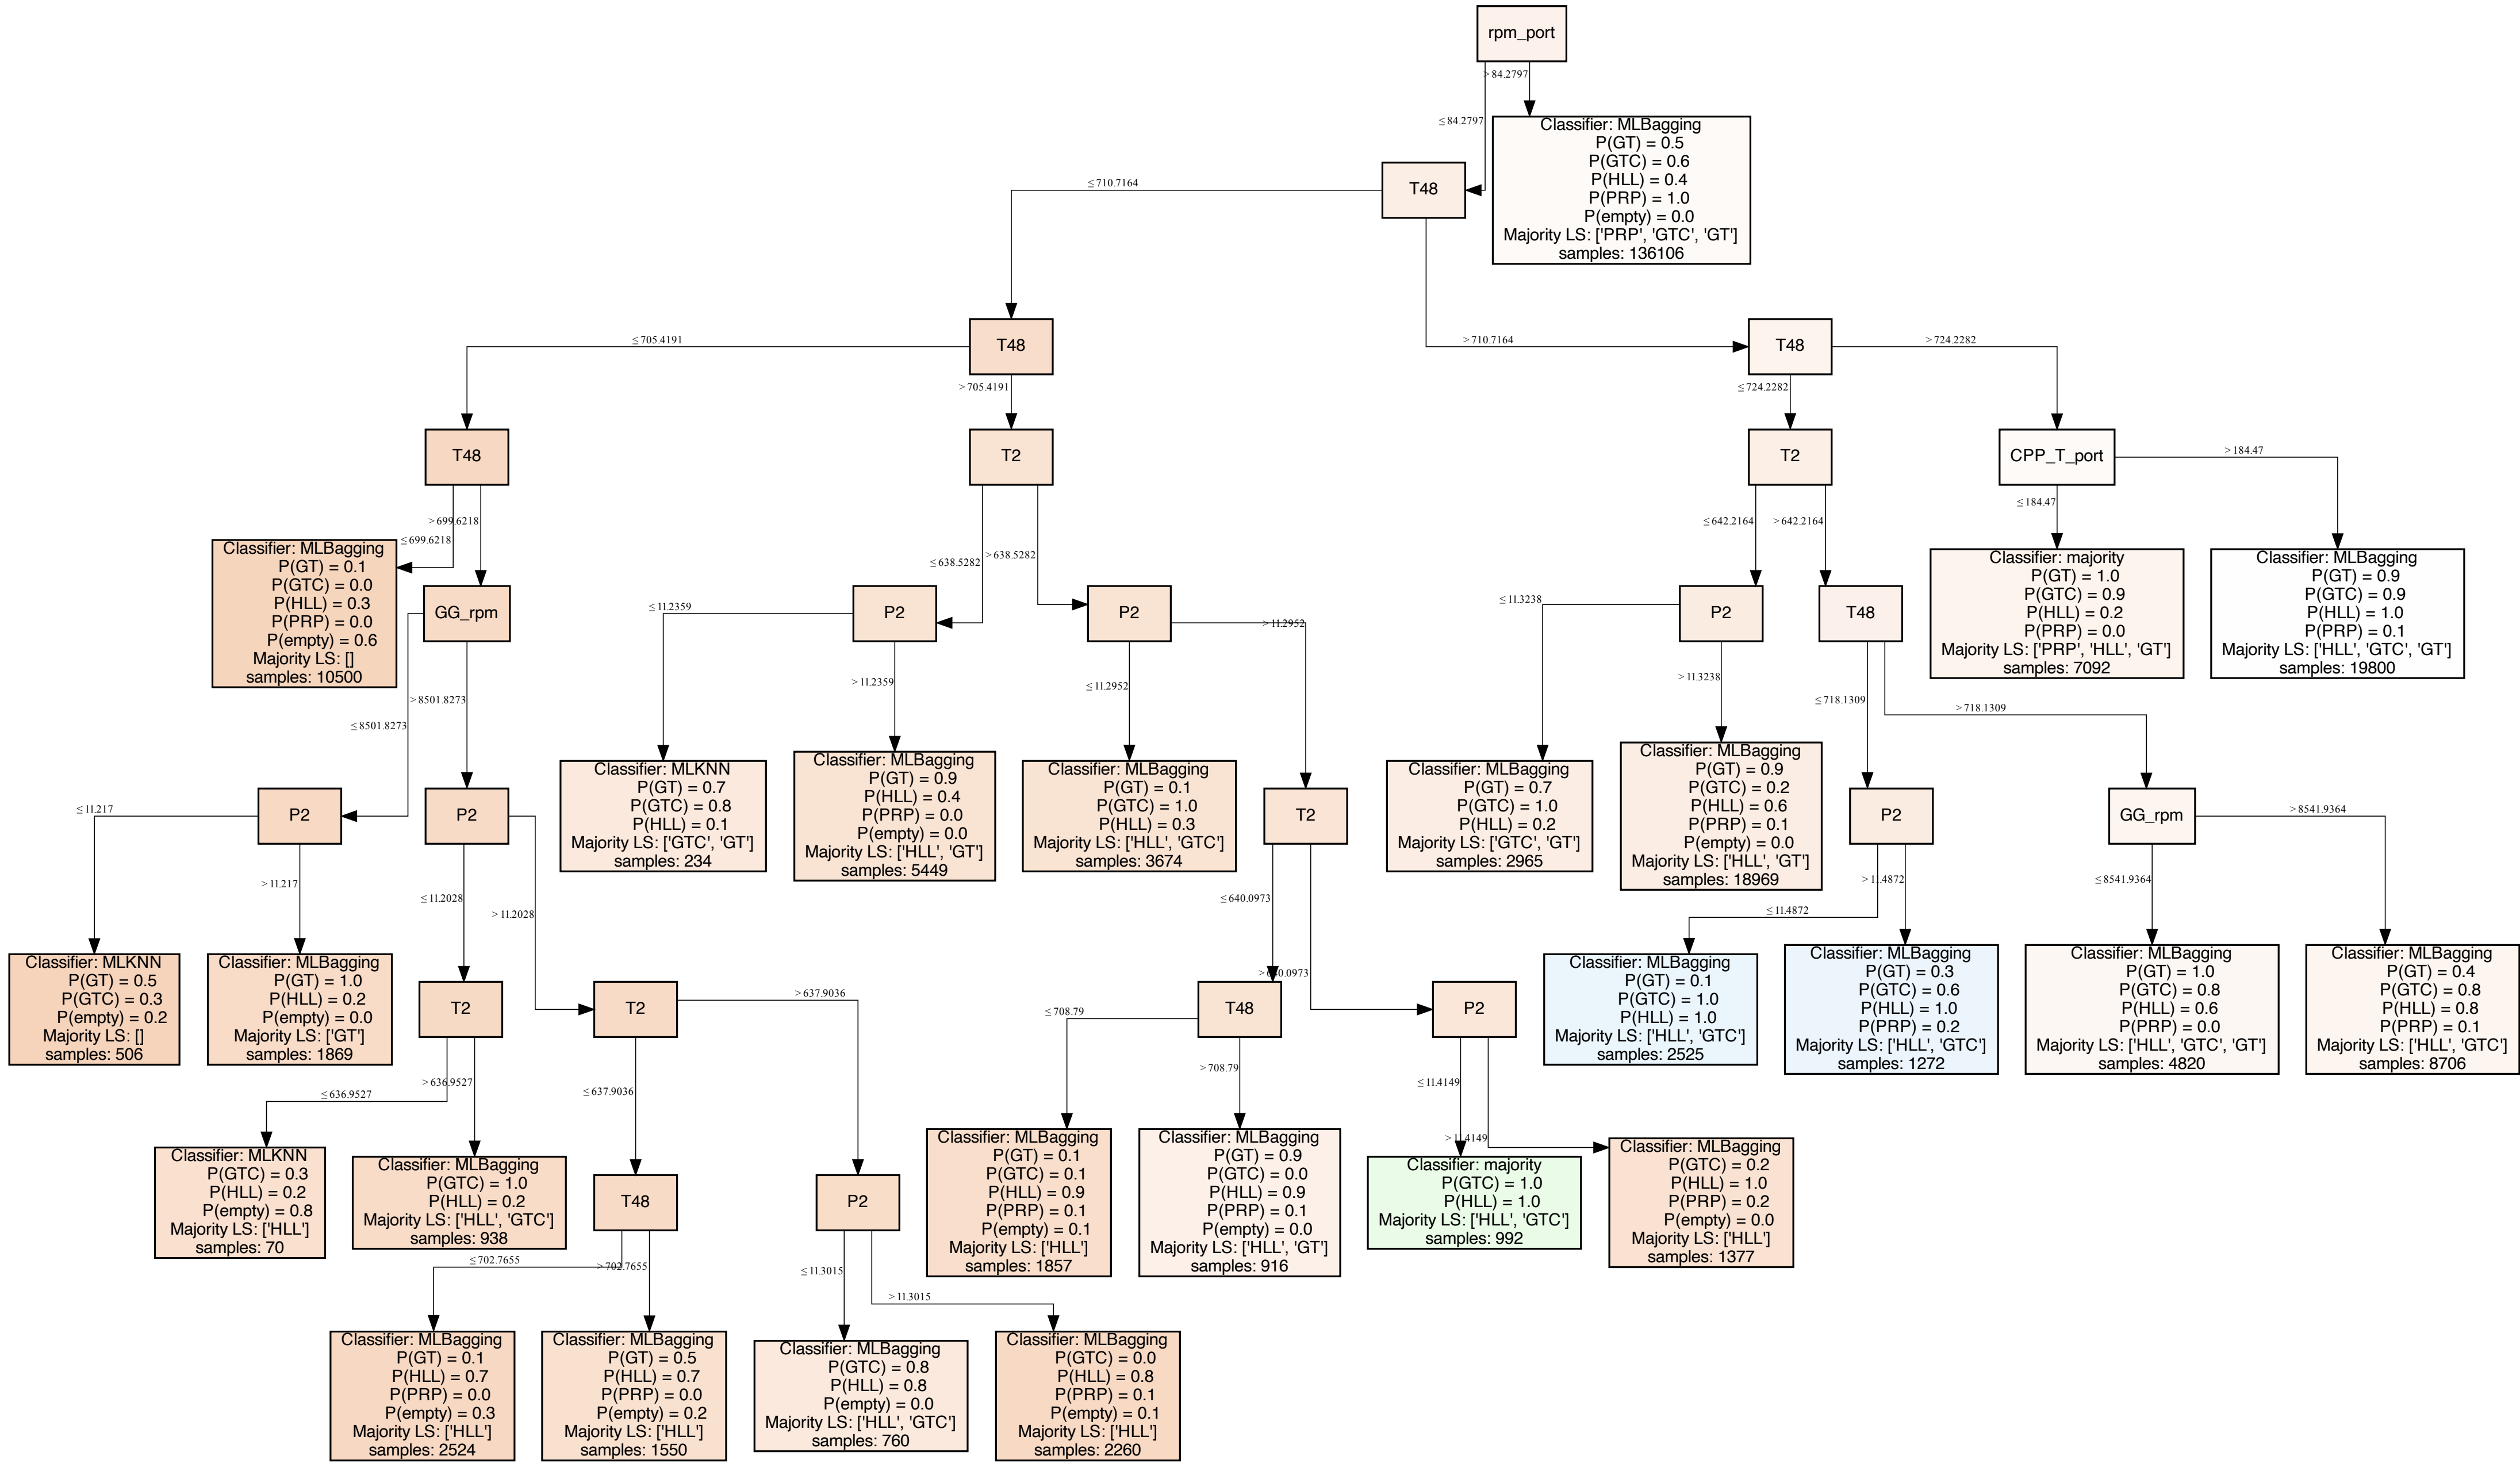 rpm_port
> 84.2797
≤ 84.2797
Classifier: MLBagging
P(GT) = 0.5
P(GTC) = 0.6
P(HLL) = 0.4
P(PRP) = 1.0
P(empty) = 0.0
Majority LS: ['PRP', 'GTC', 'GT']
samples: 136106
T48
≤ 710.7164
> 710.7164
T48
≤ 705.4191
> 705.4191
T48
≤ 724.2282
> 724.2282
T48
> 699.6218
≤ 699.6218
T2
≤ 638.5282
> 638.5282
T2
≤ 642.2164
> 642.2164
CPP_T_port
≤ 184.47
> 184.47
Classifier: MLBagging
P(GT) = 0.1
P(GTC) = 0.0
P(HLL) = 0.3
P(PRP) = 0.0
P(empty) = 0.6
Majority LS: []
samples: 10500
GG_rpm
> 8501.8273
≤ 8501.8273
P2
≤ 11.2359
> 11.2359
P2
≤ 11.2952
> 11.2952
P2
≤ 11.3238
> 11.3238
T48
≤ 718.1309
> 718.1309
Classifier: majority
P(GT) = 1.0
P(GTC) = 0.9
P(HLL) = 0.2
P(PRP) = 0.0
Majority LS: ['PRP', 'HLL', 'GT']
samples: 7092
Classifier: MLBagging
P(GT) = 0.9
P(GTC) = 0.9
P(HLL) = 1.0
P(PRP) = 0.1
Majority LS: ['HLL', 'GTC', 'GT']
samples: 19800
P2
≤ 11.217
> 11.217
P2
≤ 11.2028
> 11.2028
Classifier: MLKNN
P(GT) = 0.7
P(GTC) = 0.8
P(HLL) = 0.1
Majority LS: ['GTC', 'GT']
samples: 234
Classifier: MLBagging
P(GT) = 0.9
P(HLL) = 0.4
P(PRP) = 0.0
P(empty) = 0.0
Majority LS: ['HLL', 'GT']
samples: 5449
Classifier: MLBagging
P(GT) = 0.1
P(GTC) = 1.0
P(HLL) = 0.3
Majority LS: ['HLL', 'GTC']
samples: 3674
T2
≤ 640.0973
> 640.0973
Classifier: MLBagging
P(GT) = 0.7
P(GTC) = 1.0
P(HLL) = 0.2
Majority LS: ['GTC', 'GT']
samples: 2965
Classifier: MLBagging
P(GT) = 0.9
P(GTC) = 0.2
P(HLL) = 0.6
P(PRP) = 0.1
P(empty) = 0.0
Majority LS: ['HLL', 'GT']
samples: 18969
P2
> 11.4872
≤ 11.4872
GG_rpm
≤ 8541.9364
> 8541.9364
Classifier: MLKNN
P(GT) = 0.5
P(GTC) = 0.3
P(empty) = 0.2
Majority LS: []
samples: 506
Classifier: MLBagging
P(GT) = 1.0
P(HLL) = 0.2
P(empty) = 0.0
Majority LS: ['GT']
samples: 1869
T2
> 636.9527
≤ 636.9527
T2
> 637.9036
≤ 637.9036
T48
≤ 708.79
> 708.79
P2
≤ 11.4149
> 11.4149
Classifier: MLBagging
P(GT) = 0.1
P(GTC) = 1.0
P(HLL) = 1.0
Majority LS: ['HLL', 'GTC']
samples: 2525
Classifier: MLBagging
P(GT) = 0.3
P(GTC) = 0.6
P(HLL) = 1.0
P(PRP) = 0.2
Majority LS: ['HLL', 'GTC']
samples: 1272
Classifier: MLBagging
P(GT) = 1.0
P(GTC) = 0.8
P(HLL) = 0.6
P(PRP) = 0.0
Majority LS: ['HLL', 'GTC', 'GT']
samples: 4820
Classifier: MLBagging
P(GT) = 0.4
P(GTC) = 0.8
P(HLL) = 0.8
P(PRP) = 0.1
Majority LS: ['HLL', 'GTC']
samples: 8706
Classifier: MLKNN
P(GTC) = 0.3
P(HLL) = 0.2
P(empty) = 0.8
Majority LS: ['HLL']
samples: 70
Classifier: MLBagging
P(GTC) = 1.0
P(HLL) = 0.2
Majority LS: ['HLL', 'GTC']
samples: 938
T48
≤ 702.7655
> 702.7655
P2
≤ 11.3015
> 11.3015
Classifier: MLBagging
P(GT) = 0.1
P(GTC) = 0.1
P(HLL) = 0.9
P(PRP) = 0.1
P(empty) = 0.1
Majority LS: ['HLL']
samples: 1857
Classifier: MLBagging
P(GT) = 0.9
P(GTC) = 0.0
P(HLL) = 0.9
P(PRP) = 0.1
P(empty) = 0.0
Majority LS: ['HLL', 'GT']
samples: 916
Classifier: majority
P(GTC) = 1.0
P(HLL) = 1.0
Majority LS: ['HLL', 'GTC']
samples: 992
Classifier: MLBagging
P(GTC) = 0.2
P(HLL) = 1.0
P(PRP) = 0.2
P(empty) = 0.0
Majority LS: ['HLL']
samples: 1377
Classifier: MLBagging
P(GT) = 0.1
P(HLL) = 0.7
P(PRP) = 0.0
P(empty) = 0.3
Majority LS: ['HLL']
samples: 2524
Classifier: MLBagging
P(GT) = 0.5
P(HLL) = 0.7
P(PRP) = 0.0
P(empty) = 0.2
Majority LS: ['HLL']
samples: 1550
Classifier: MLBagging
P(GTC) = 0.8
P(HLL) = 0.8
P(empty) = 0.0
Majority LS: ['HLL', 'GTC']
samples: 760
Classifier: MLBagging
P(GTC) = 0.0
P(HLL) = 0.8
P(PRP) = 0.1
P(empty) = 0.1
Majority LS: ['HLL']
samples: 2260